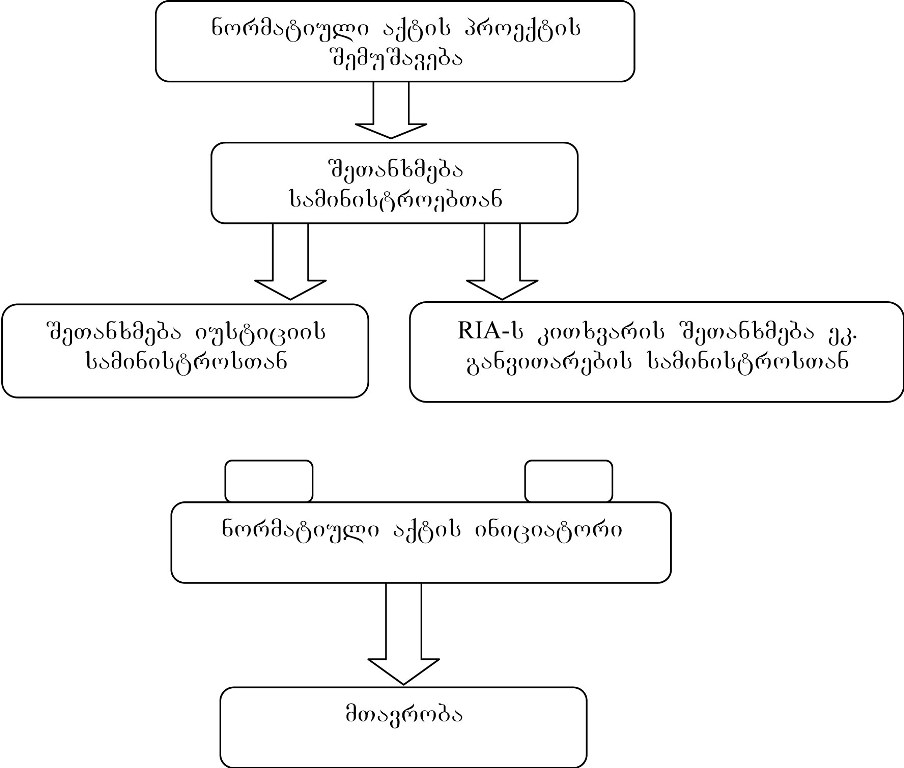 ნორმატიული აქტის პროექტის
შემუშავება
შეთანხმება
სამინისტროებთან
შეთანხმება იუსტიციის
სამინისტროსთან
RIA-ს კითხვარის შეთანხმება ეკ.
განვითარების სამინისტროსთან
ნორმატიული აქტის ინიციატორი
მთავრობა